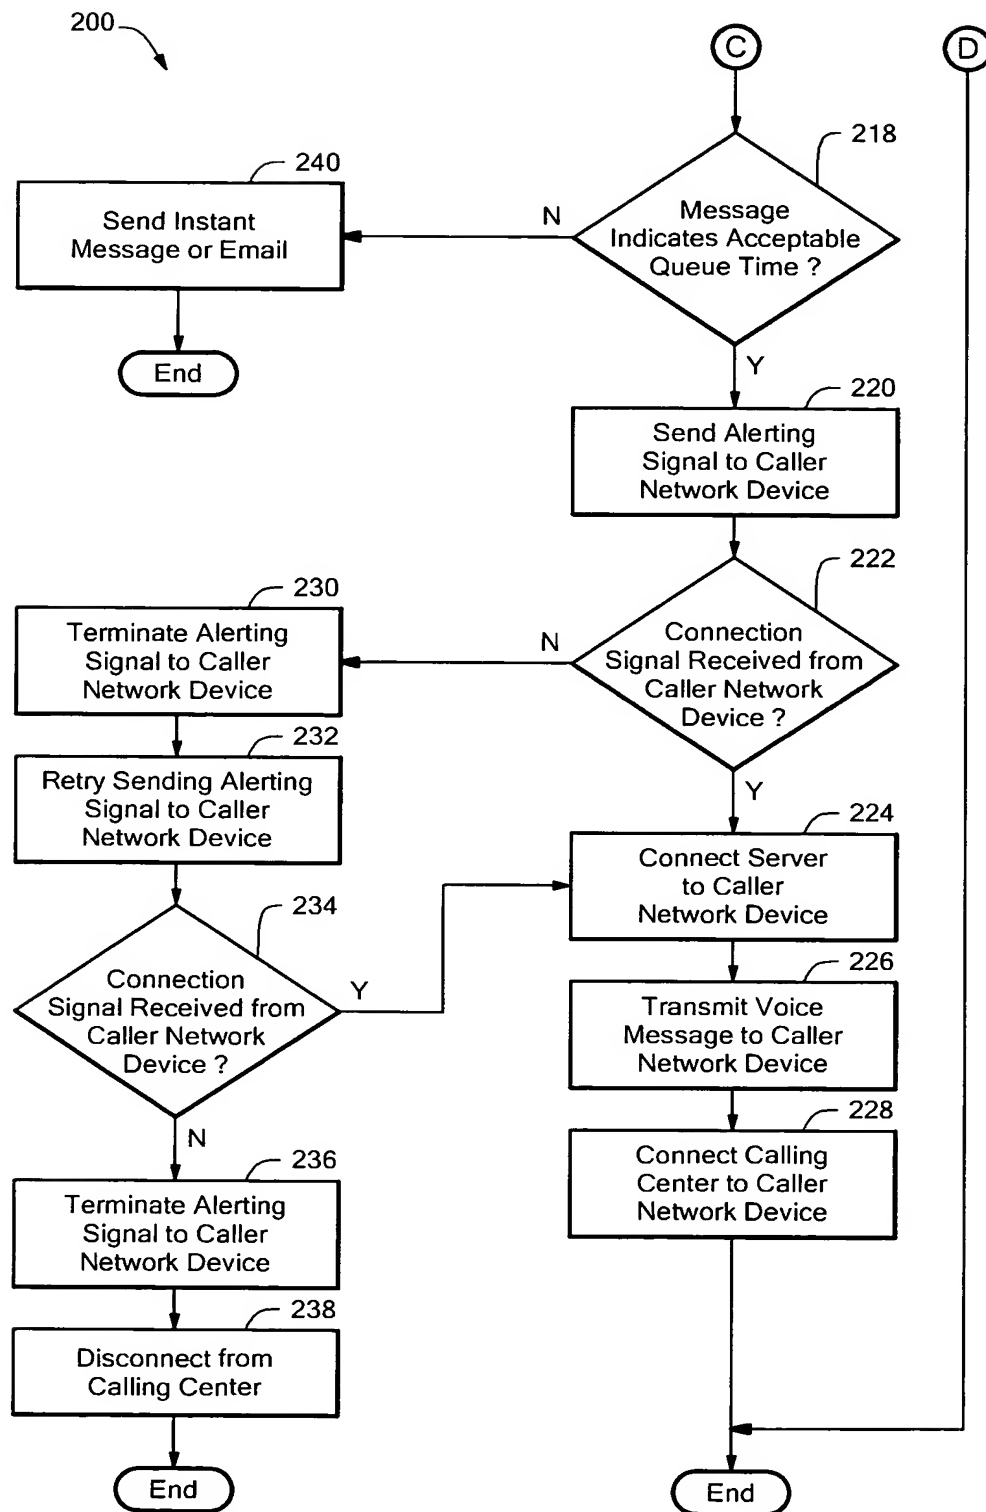 200
C
D
218
Message
Indicates Acceptable
Queue Time ?
N
Y
240
Send Instant
Message or Email
End
220
Send Alerting
Signal to Caller
Network Device
222
Connection
Signal Received from
Caller Network
Device ?
N
Y
230
Terminate Alerting
Signal to Caller
Network Device
232
Retry Sending Alerting
Signal to Caller
Network Device
234
Connection
Signal Received from
Caller Network
Device ?
Y
N
224
Connect Server
to Caller
Network Device
226
Transmit Voice
Message to Caller
Network Device
228
Connect Calling
Center to Caller
Network Device
236
Terminate Alerting
Signal to Caller
Network Device
238
Disconnect from
Calling Center
End
End